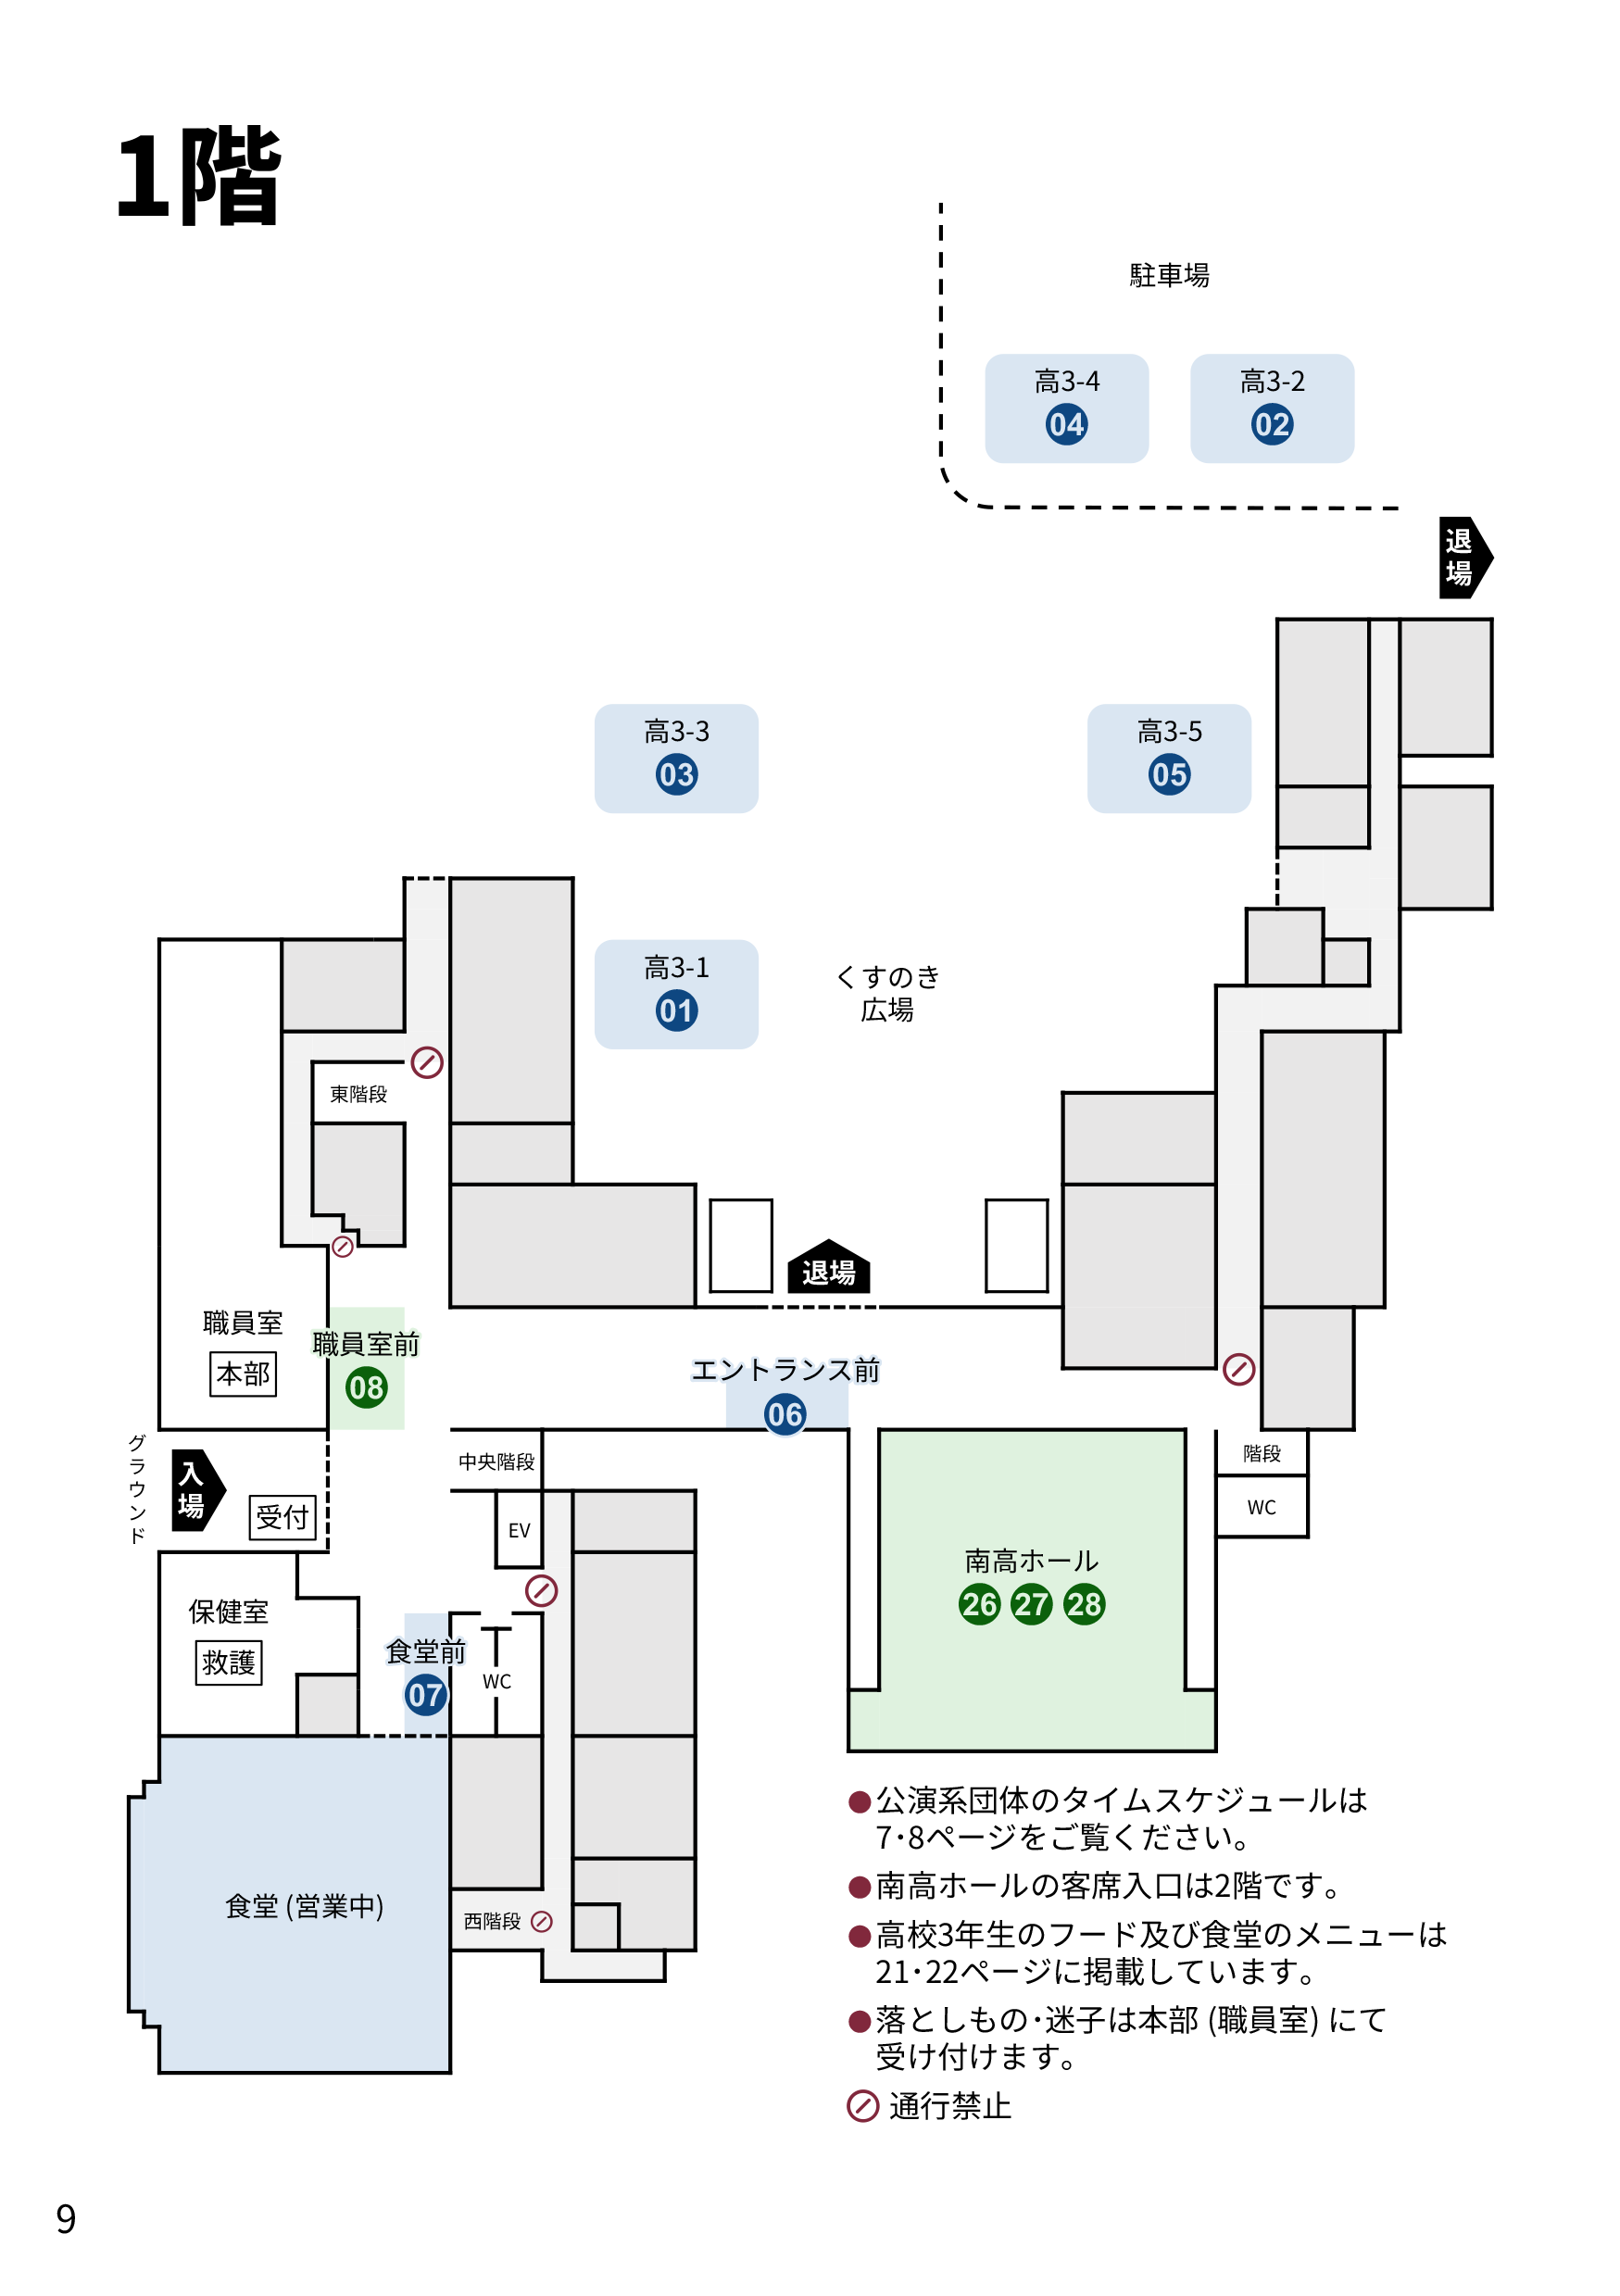 1階
駐車場
高3-4
04
高3-2
02
退
場
高3-3
03
高3-5
05
高3-1
01
くすのき
広場
東階段
退場
職員室
本部
職員室前
08
エントランス前
06
グラウンド
入
場
受付
中央階段
EV
階段
WC
南高ホール
26 27 28
保健室
救護
食堂前
07
WC
食堂 (営業中)
西階段
●公演系団体のタイムスケジュールは
7・8ページをご覧ください。
●南高ホールの客席入口は2階です。
●高校3年生のフード及び食堂のメニューは
21・22ページに掲載しています。
●落としもの・迷子は本部 (職員室) にて
受け付けます。
通行禁止
9